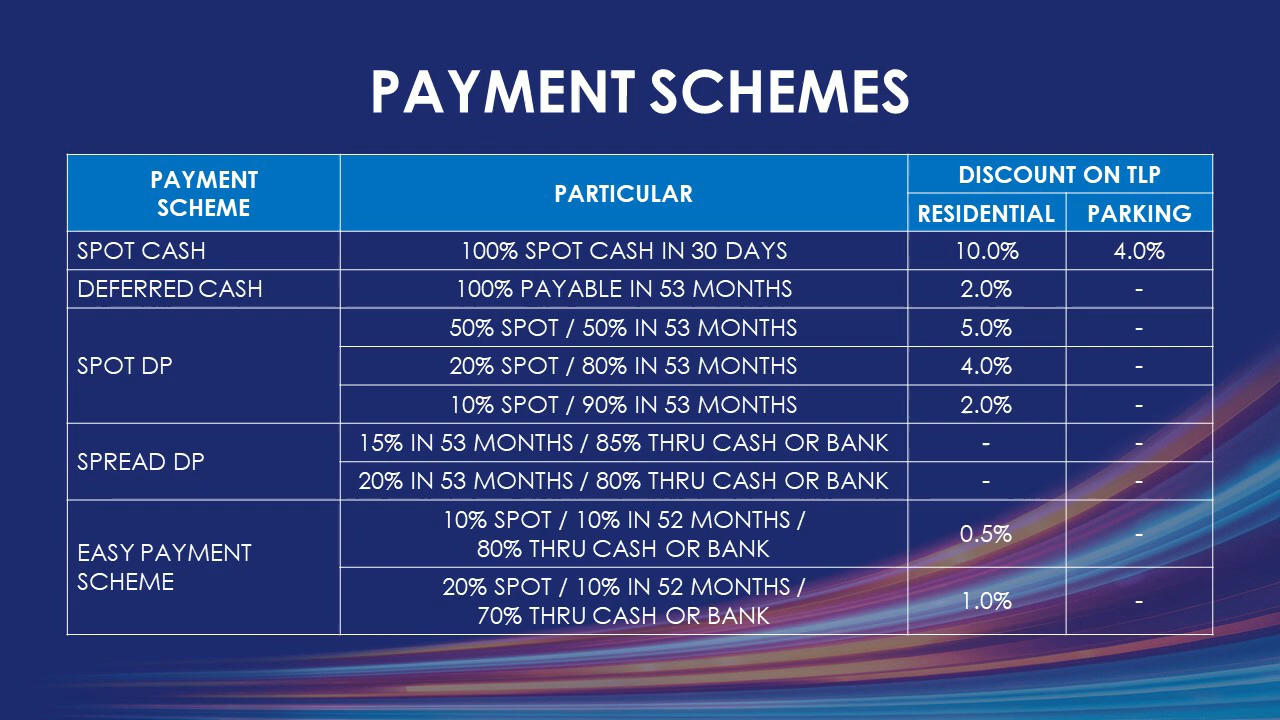 PAYMENT SCHEMES
PAYMENT
SCHEME
PARTICULAR
DISCOUNT ON TLP
RESIDENTIAL
PARKING
SPOT CASH
100% SPOT CASH IN 30 DAYS
10.0%
4.0%
DEFERRED CASH
100% PAYABLE IN 53 MONTHS
2.0%
-
SPOT DP
50% SPOT / 50% IN 53 MONTHS
5.0%
-
20% SPOT / 80% IN 53 MONTHS
4.0%
-
10% SPOT / 90% IN 53 MONTHS
2.0%
-
SPREAD DP
15% IN 53 MONTHS / 85% THRU CASH OR BANK
-
-
20% IN 53 MONTHS / 80% THRU CASH OR BANK
-
-
EASY PAYMENT
SCHEME
10% SPOT / 10% IN 52 MONTHS /
80% THRU CASH OR BANK
0.5%
-
20% SPOT / 10% IN 52 MONTHS /
70% THRU CASH OR BANK
1.0%
-